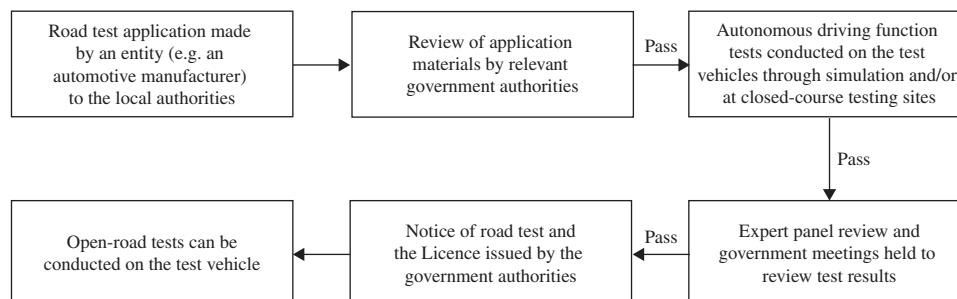 Road test application made
by an entity (e.g. an
automotive manufacturer)
to the local authorities
Review of application
materials by relevant
government authorities
Pass
Autonomous driving function
tests conducted on the test
vehicles through simulation and/or
at closed-course testing sites
Pass
Expert panel review and
government meetings held to
review test results
Pass
Notice of road test and
the Licence issued by the
government authorities
Open-road tests can be
conducted on the test vehicle